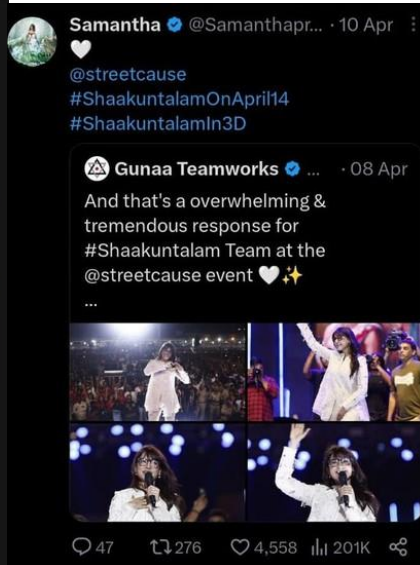 Samantha @Samanthapr... · 10 Apr
🤍
@streetcause
#ShaakuntalamOnApril14
#ShaakuntalamIn3D
Gunaa Teamworks ... · 08 Apr
And that's a overwhelming &
tremendous response for
#Shaakuntalam Team at the
@streetcause event 🤍✨
...
47 276 4,558 201K